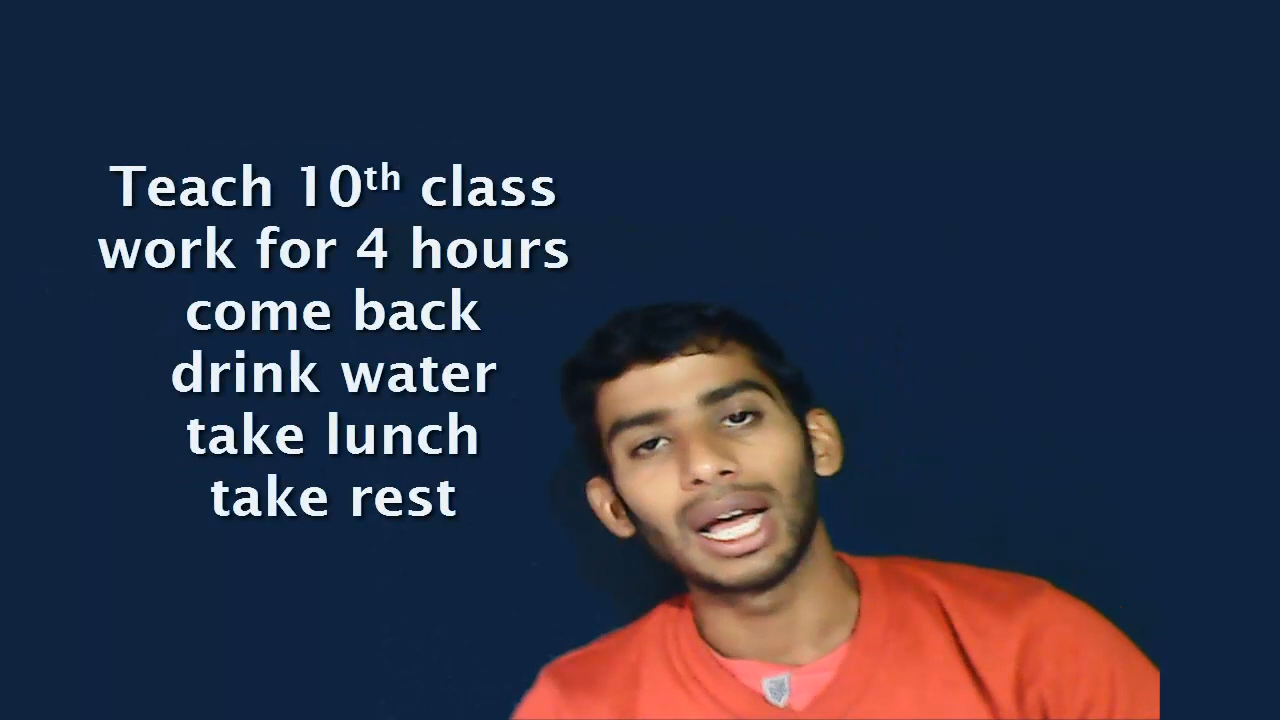 Teach 10th class
work for 4 hours
come back
drink water
take lunch
take rest